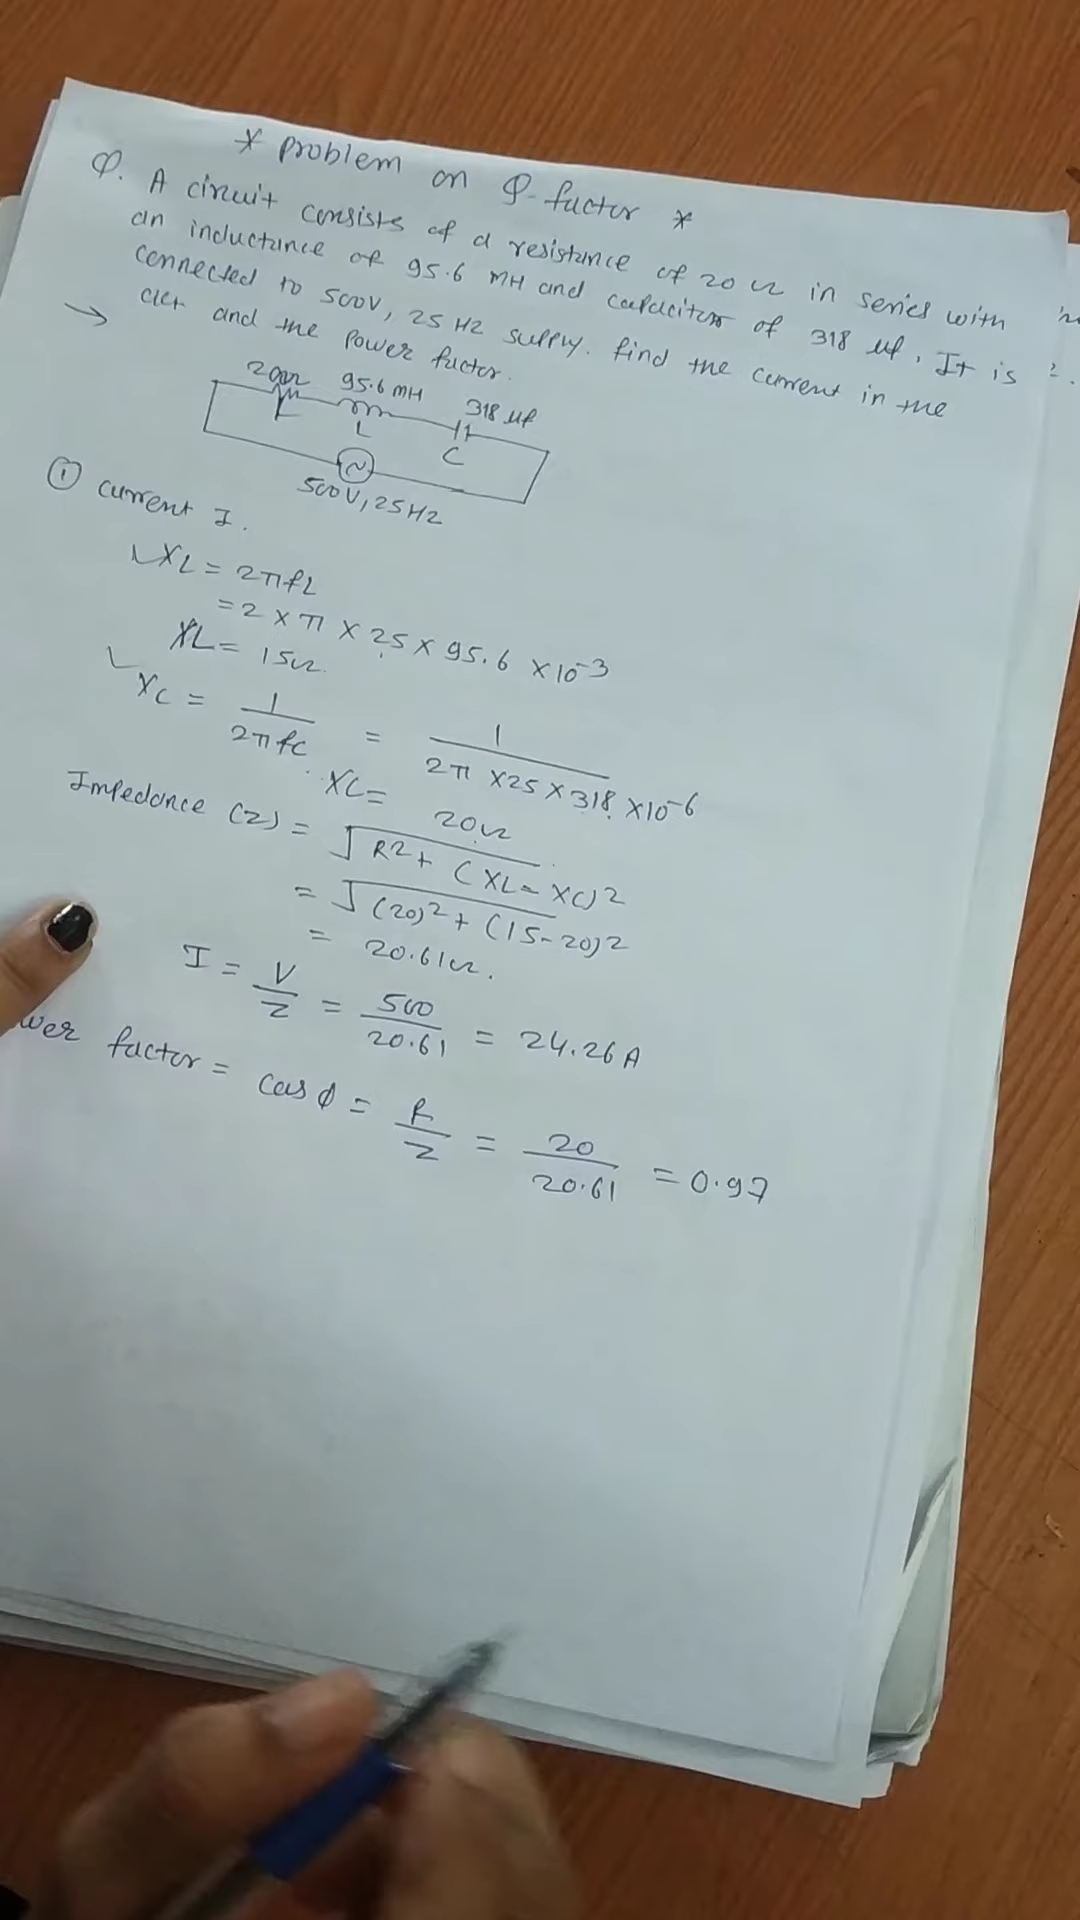 * problem on Q-factor *
Q. A circuit consists of a resistance of 20 Ω in series with
an inductance of 95.6 MH and capacitor of 318 μf. It is
connected to 500V, 25 Hz supply. find the current in the
ckt and the power factor.
→
20Ω 95.6 mH 318 μf
L C
500V, 25Hz
① current I.
XL = 2πfL
= 2 × π × 25 × 95.6 × 10⁻³
XL = 15Ω
Xc = 1/2πfc = 1/2π × 25 × 318 × 10⁻⁶
XC = 20Ω
Impedance (Z) = √R² + (XL - XC)²
= √(20)² + (15-20)²
= 20.61Ω.
I = V/Z = 500/20.61 = 24.26 A
wer factor = cos φ = R/Z = 20/20.61 = 0.97